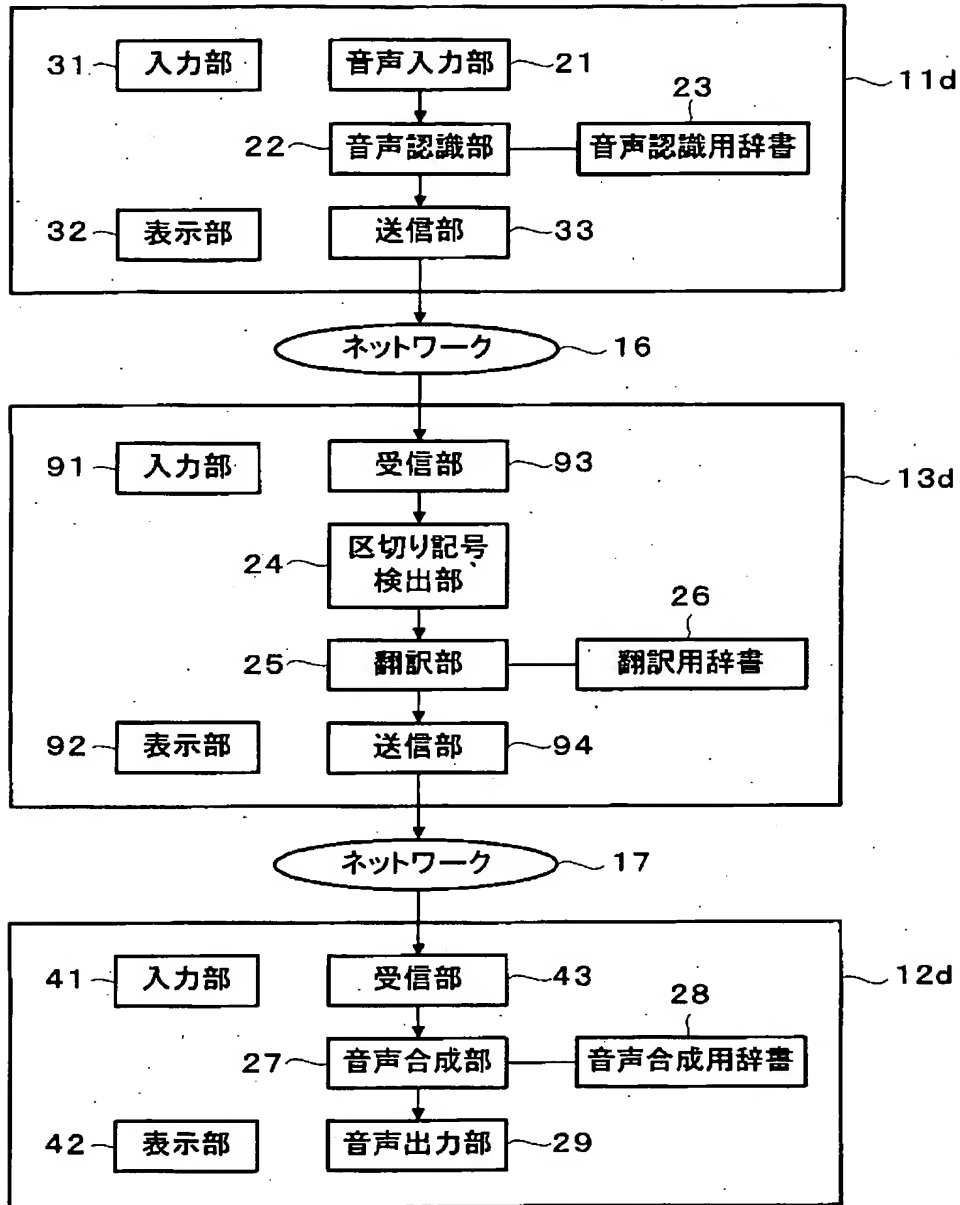 31 入力部 音声入力部 21 11d
23
22 音声認識部 音声認識用辞書
32 表示部 送信部 33
ネットワーク 16
91 入力部 受信部 93 13d
24 区切り記号
検出部
26
25 翻訳部 翻訳用辞書
92 表示部 送信部 94
ネットワーク 17
41 入力部 受信部 43 12d
28
27 音声合成部 音声合成用辞書
42 表示部 音声出力部 29